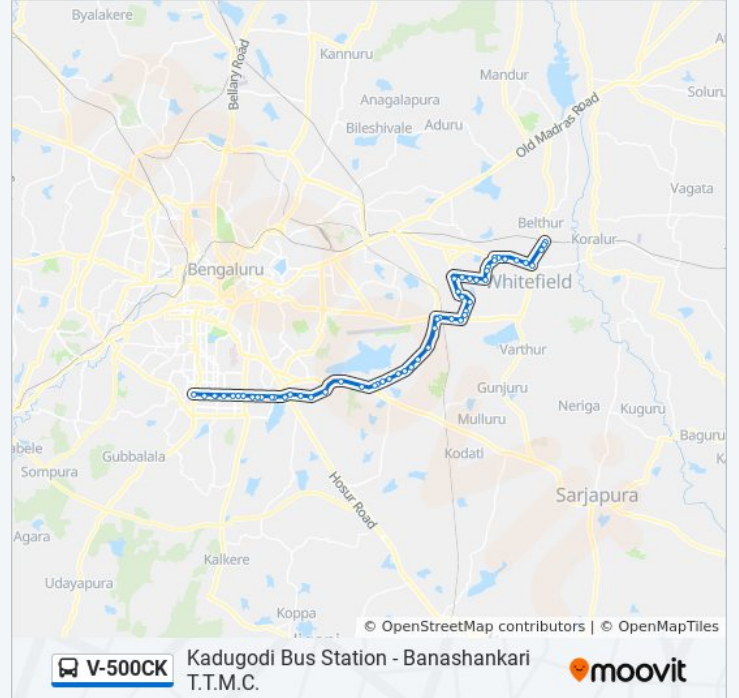 Byalakere
Bellary Road
Kannuru
Mandur
Anagalapura
Bileshivale
Aduru
Soluru
Old Madras Road
Vagata
Belthur
Koralur
Bengaluru
Whitefield
Varthur
Gunjuru
Neriga
Kuguru
Mulluru
Baguru
Kodati
Gubbalala
Sompura
Hosur Road
Sarjapura
Agara
Kalkere
Udayapura
Koppa
© OpenStreetMap contributors | © OpenMapTiles
V-500CK
Kadugodi Bus Station - Banashankari
T.T.M.C.
moovit